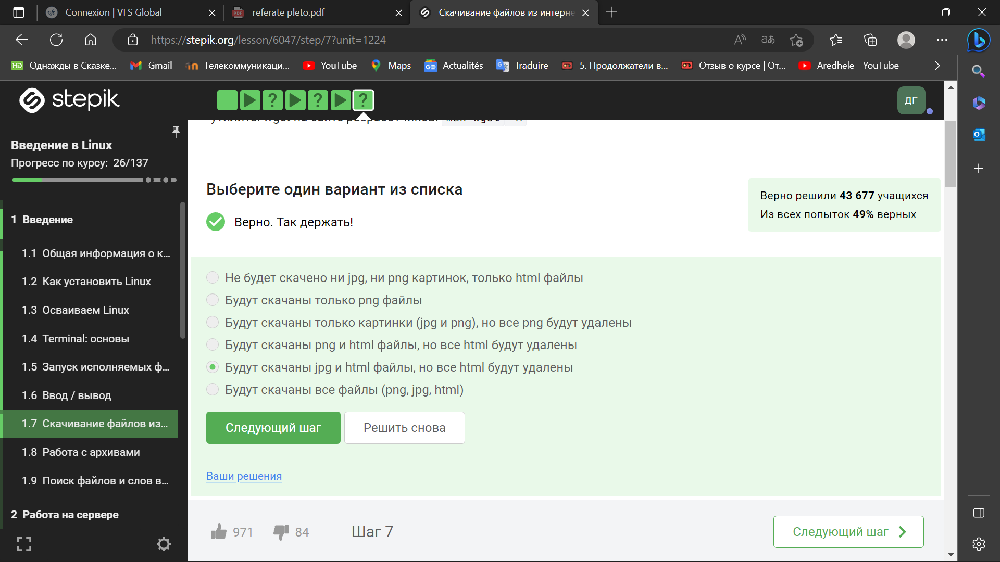 Connexion | VFS Global
referate pleto.pdf
Скачивание файлов из интерне
https://stepik.org/lesson/6047/step/7?unit=1224
Однажды в Сказке...
Gmail
Телекоммуникаци...
YouTube
Maps
Actualités
Traduire
5. Продолжатели в...
Отзыв о курсе | От...
Aredhele - YouTube
stepik
ДГ
Введение в Linux
Прогресс по курсу: 26/137
1 Введение
1.1 Общая информация о к...
1.2 Как установить Linux
1.3 Осваиваем Linux
1.4 Terminal: основы
1.5 Запуск исполняемых ф...
1.6 Ввод / вывод
1.7 Скачивание файлов из...
1.8 Работа с архивами
1.9 Поиск файлов и слов в...
2 Работа на сервере
Выберите один вариант из списка
Верно. Так держать!
Верно решили 43 677 учащихся
Из всех попыток 49% верных
Не будет скачено ни jpg, ни png картинок, только html файлы
Будут скачаны только png файлы
Будут скачаны только картинки (jpg и png), но все png будут удалены
Будут скачаны png и html файлы, но все html будут удалены
Будут скачаны jpg и html файлы, но все html будут удалены
Будут скачаны все файлы (png, jpg, html)
Следующий шаг
Решить снова
Ваши решения
971
84
Шаг 7
Следующий шаг